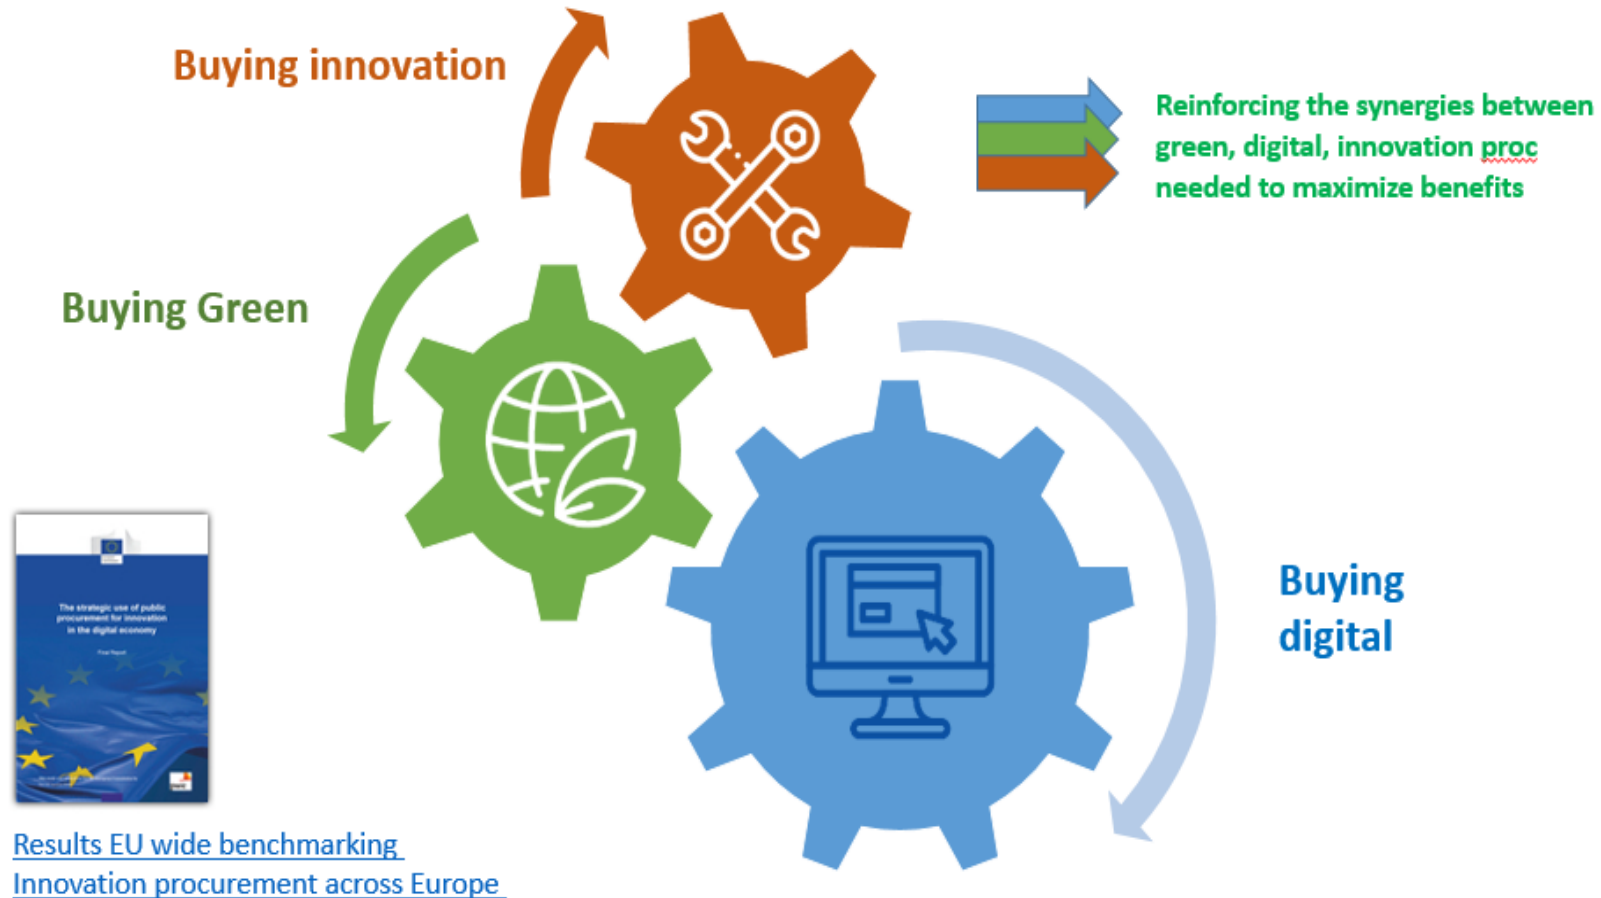 Buying innovation
Reinforcing the synergies between
green, digital, innovation proc
needed to maximize benefits
Buying Green
Buying
digital
The strategic use of public
procurement for innovation
in the digital economy
Final Report
pwc
Results EU wide benchmarking
Innovation procurement across Europe